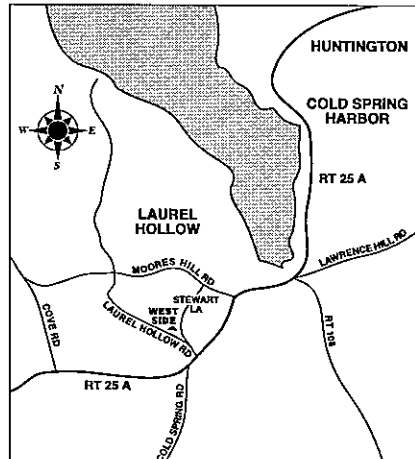 HUNTINGTON
COLD SPRING
HARBOR
N
W
E
S
RT 25 A
LAUREL
HOLLOW
LAWRENCE HILL RD
MOORES HILL RD
STEWART
LA
WEST
SIDE
LAUREL HOLLOW RD
COVE RD
RT 108
RT 25 A
COLD SPRING RD